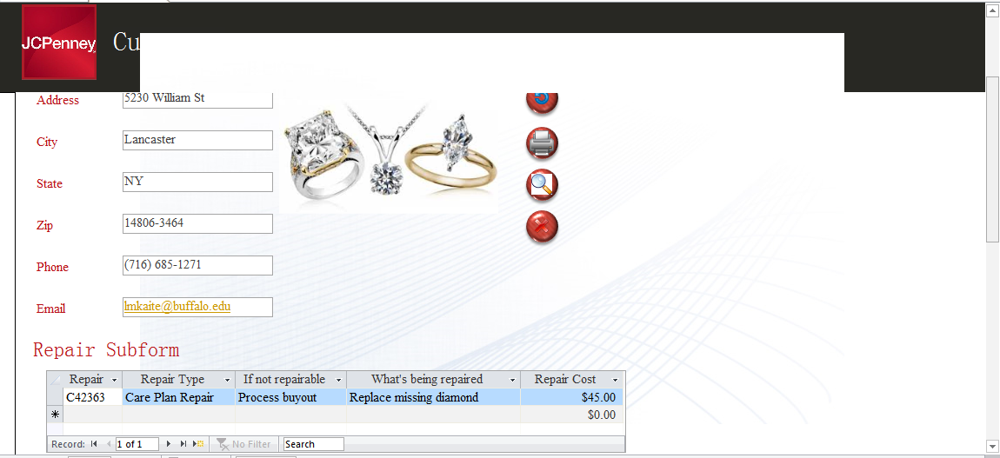 JCPenney
Cu
Address 5230 William St
City Lancaster
State NY
Zip 14806-3464
Phone (716) 685-1271
Email lmkaite@buffalo.edu
Repair Subform
Repair Repair Type If not repairable What's being repaired Repair Cost
C42363 Care Plan Repair Process buyout Replace missing diamond $45.00
$0.00
Record: 1 of 1 No Filter Search